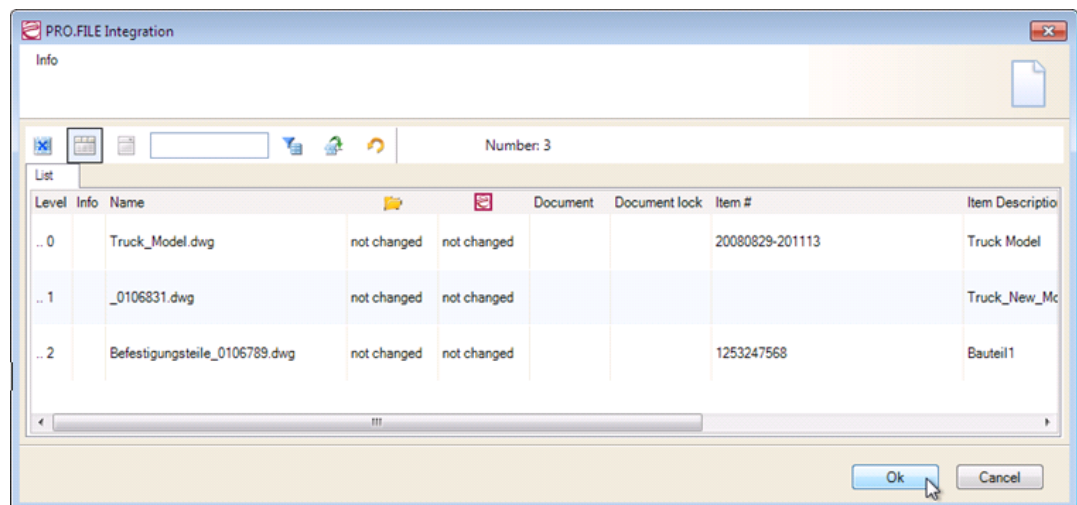 PRO.FILE Integration
Info
Number: 3
List
Level Info Name Document Document lock Item # Item Descriptio
.. 0 Truck_Model.dwg not changed not changed 20080829-201113 Truck Model
.. 1 _0106831.dwg not changed not changed Truck_New_Mc
.. 2 Befestigungsteile_0106789.dwg not changed not changed 1253247568 Bauteil1
Ok Cancel